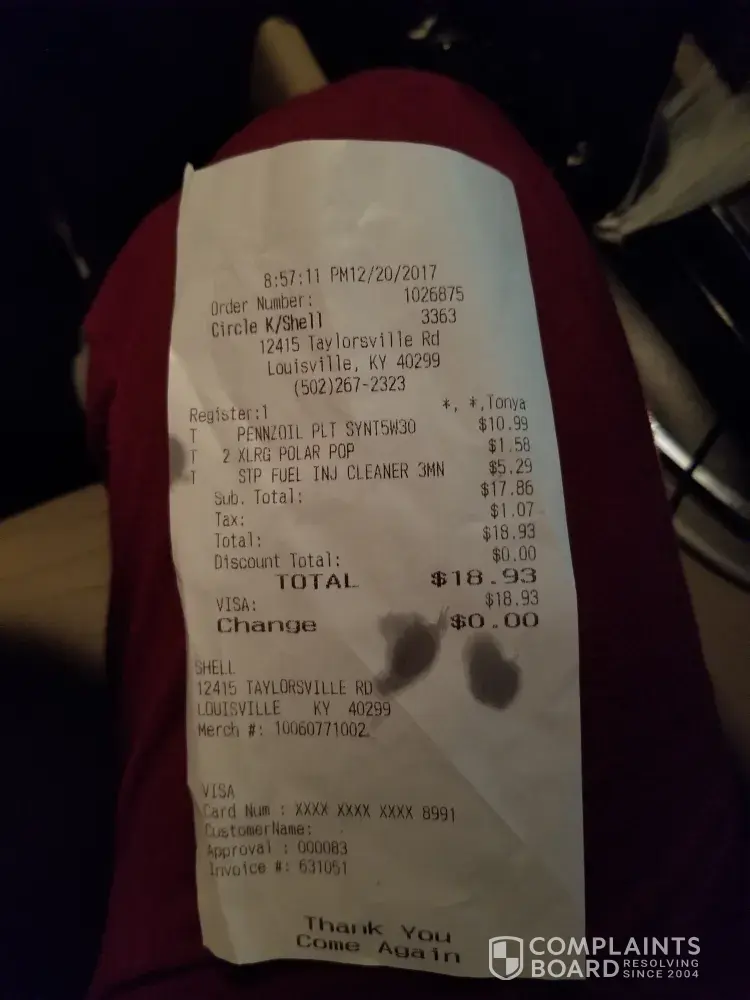 8:57:11 PM12/20/2017
Order Number: 1026875
Circle K/Shell 3363
12415 Taylorsville Rd
Louisville, KY 40299
(502)267-2323
Register:1 *, *,Tonya
T PENNZOIL PLT SYNT5W30 $10.99
T 2 XLRG POLAR POP $1.58
T STP FUEL INJ CLEANER 3MN $5.29
Sub. Total: $17.86
Tax: $1.07
Total: $18.93
Discount Total: $0.00
TOTAL $18.93
VISA: $18.93
Change $0.00
SHELL
12415 TAYLORSVILLE RD
LOUISVILLE KY 40299
Merch #: 10060771002
VISA
Card Num : XXXX XXXX XXXX 8991
CustomerName:
Approval : 000083
Invoice #: 631051
Thank You
Come Again
COMPLAINTS
BOARD RESOLVING
SINCE 2004